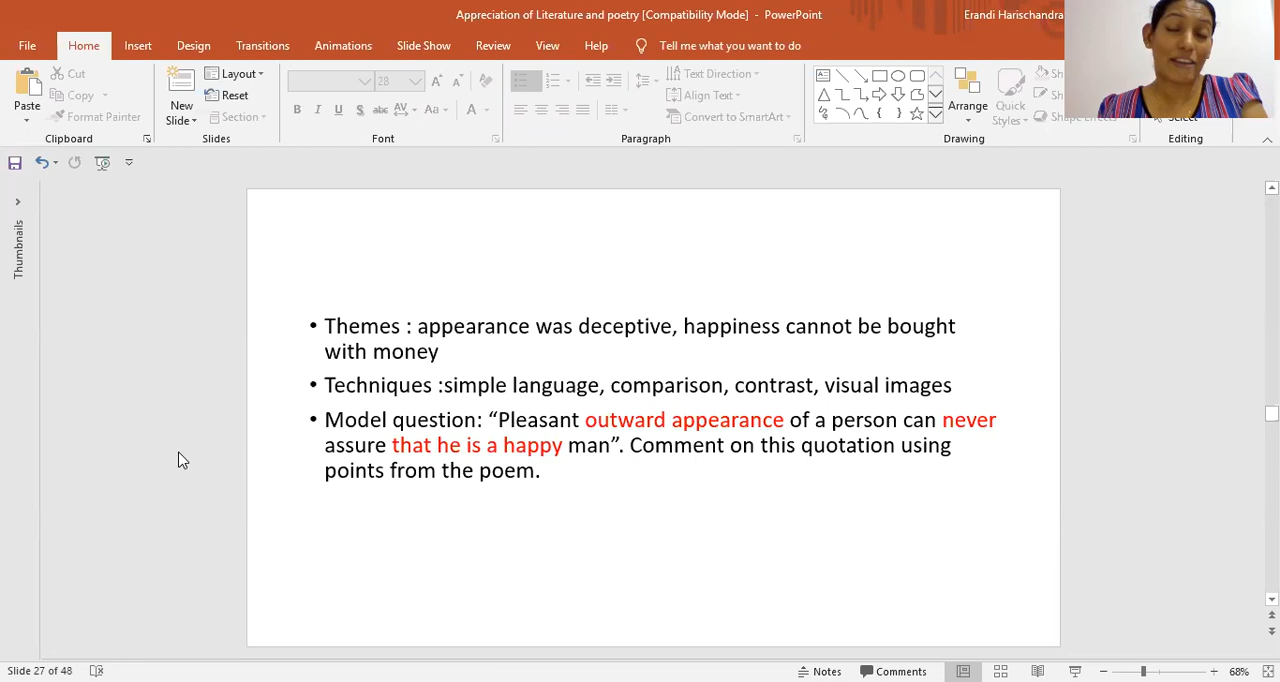 Appreciation of Literature and poetry [Compatibility Mode] - PowerPoint
Erandi Harischandra
File Home Insert Design Transitions Animations Slide Show Review View Help Tell me what you want to do
Paste
Cut
Copy
Format Painter
Clipboard
New
Slide
Layout
Reset
Section
Slides
28
B I U S abc AV Aa A
Font
Text Direction
Align Text
Convert to SmartArt
Paragraph
Arrange
Quick
Styles
Drawing
Select
Editing
Thumbnails
• Themes : appearance was deceptive, happiness cannot be bought
with money
• Techniques :simple language, comparison, contrast, visual images
• Model question: “Pleasant outward appearance of a person can never
assure that he is a happy man”. Comment on this quotation using
points from the poem.
Slide 27 of 48
Notes
Comments
68%